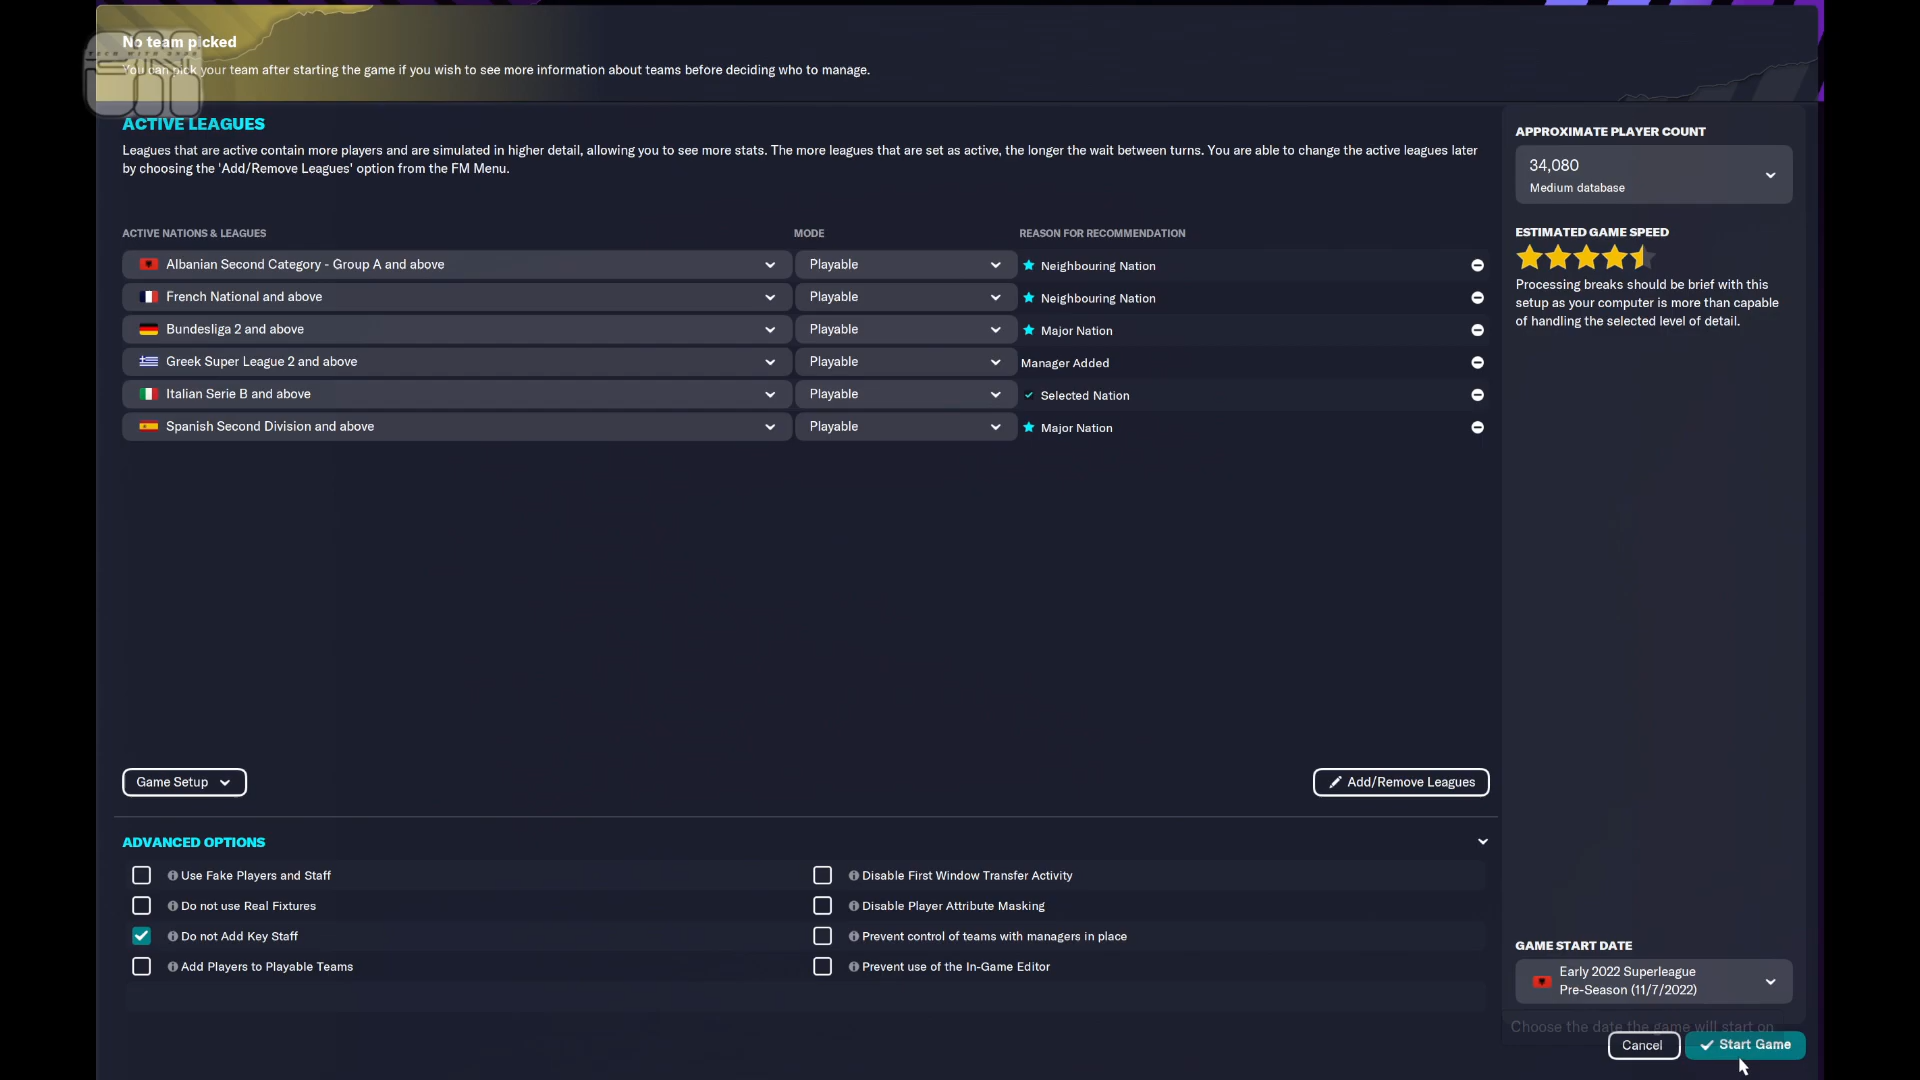 No team picked
You can pick your team after starting the game if you wish to see more information about teams before deciding who to manage.
ACTIVE LEAGUES
Leagues that are active contain more players and are simulated in higher detail, allowing you to see more stats. The more leagues that are set as active, the longer the wait between turns. You are able to change the active leagues later
by choosing the 'Add/Remove Leagues' option from the FM Menu.
ACTIVE NATIONS & LEAGUES MODE REASON FOR RECOMMENDATION
Albanian Second Category - Group A and above Playable Neighbouring Nation
French National and above Playable Neighbouring Nation
Bundesliga 2 and above Playable Major Nation
Greek Super League 2 and above Playable Manager Added
Italian Serie B and above Playable Selected Nation
Spanish Second Division and above Playable Major Nation
Game Setup
Add/Remove Leagues
ADVANCED OPTIONS
Use Fake Players and Staff
Do not use Real Fixtures
Do not Add Key Staff
Add Players to Playable Teams
Disable First Window Transfer Activity
Disable Player Attribute Masking
Prevent control of teams with managers in place
Prevent use of the In-Game Editor
APPROXIMATE PLAYER COUNT
34,080
Medium database
ESTIMATED GAME SPEED
Processing breaks should be brief with this
setup as your computer is more than capable
of handling the selected level of detail.
GAME START DATE
Early 2022 Superleague
Pre-Season (11/7/2022)
Choose the date the game will start on
Cancel
Start Game